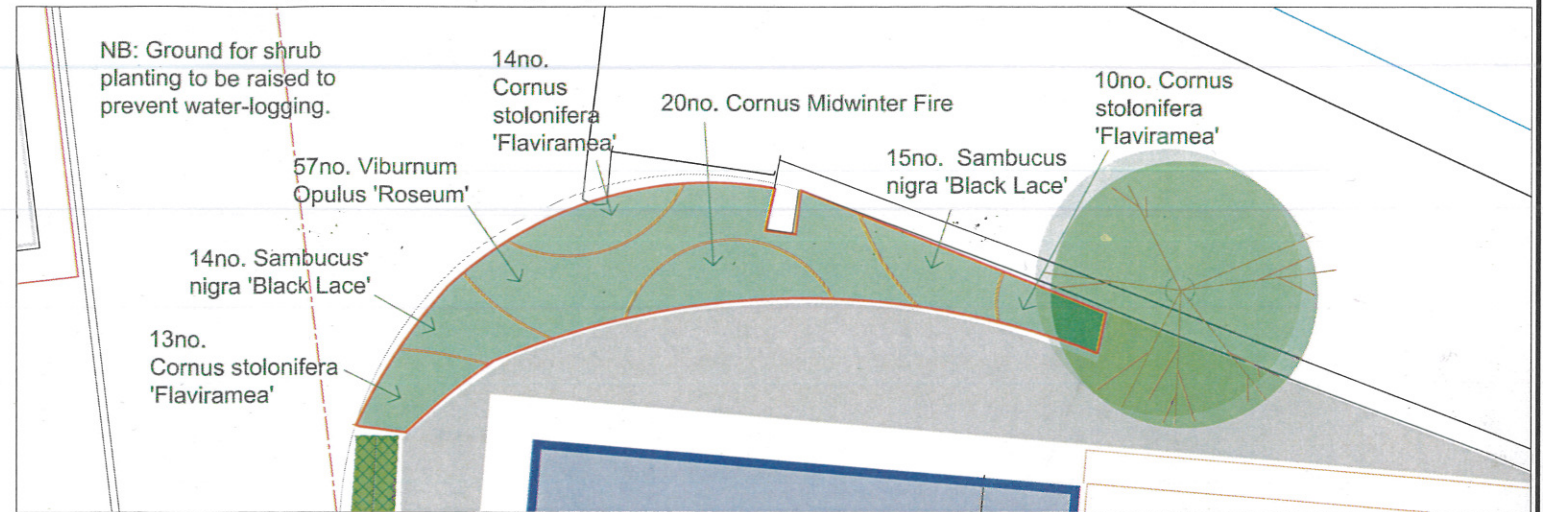 NB: Ground for shrub
planting to be raised to
prevent water-logging.
14no.
Cornus
stolonifera
'Flaviramea'
20no. Cornus Midwinter Fire
10no. Cornus
stolonifera
'Flaviramea'
57no. Viburnum
Opulus 'Roseum'
15no. Sambucus
nigra 'Black Lace'
14no. Sambucus
nigra 'Black Lace'
13no.
Cornus stolonifera
'Flaviramea'